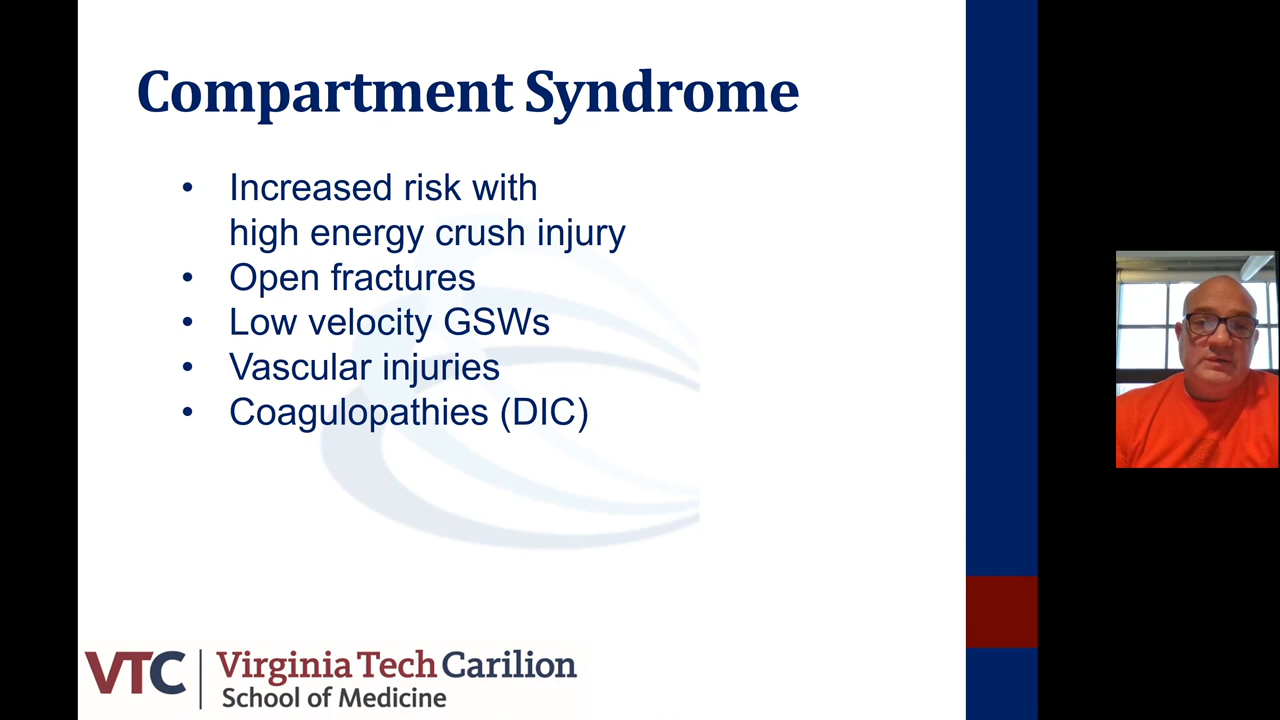 Compartment Syndrome
• Increased risk with
high energy crush injury
• Open fractures
• Low velocity GSWs
• Vascular injuries
• Coagulopathies (DIC)
VTC Virginia Tech Carilion
School of Medicine